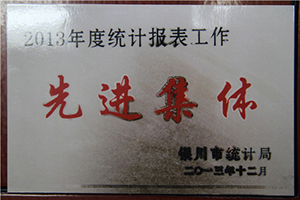 2013年度统计报表工作
先进集体
银川市统计局
二〇一三年十二月